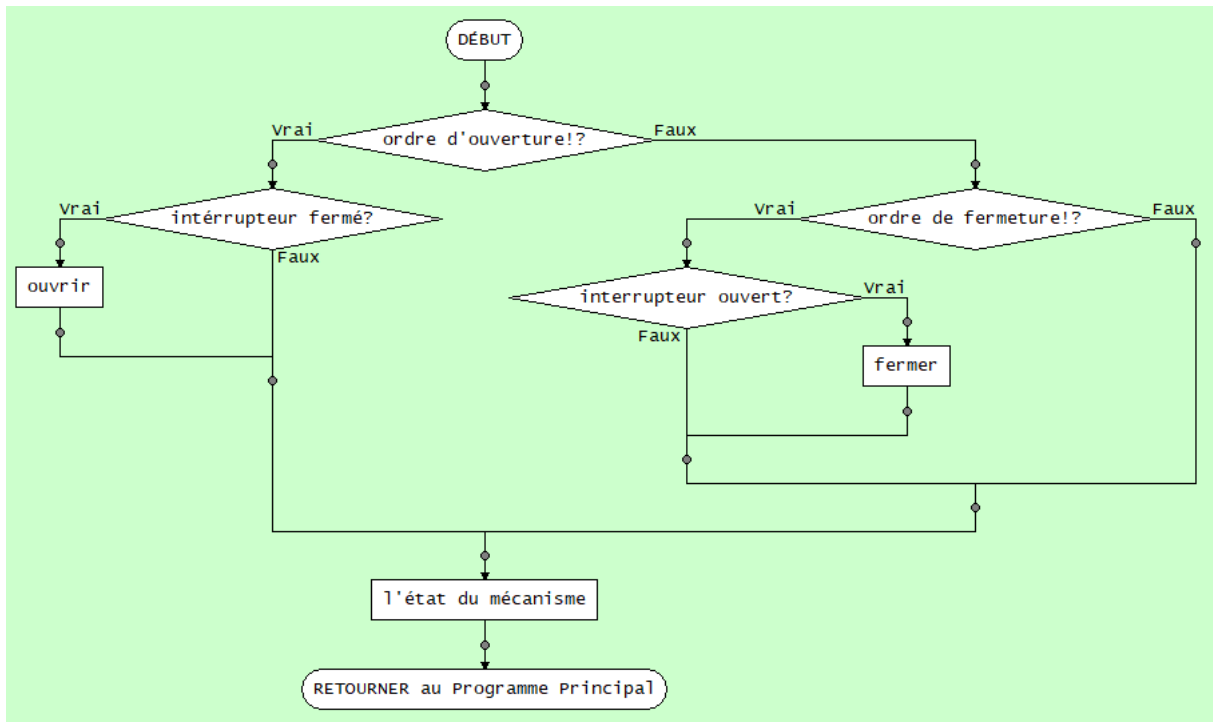 DÉBUT
Vrai
ordre d'ouverture!?
Faux
Vrai
intérrupteur fermé?
Faux
ouvrir
Vrai
ordre de fermeture!?
Faux
interrupteur ouvert?
Vrai
Faux
fermer
l'état du mécanisme
RETOURNER au Programme Principal